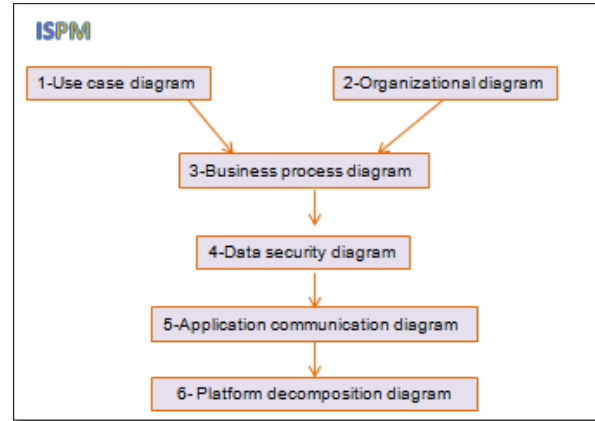 ISPM
1-Use case diagram
2-Organizational diagram
3-Business process diagram
4-Data security diagram
5-Application communication diagram
6- Platform decomposition diagram